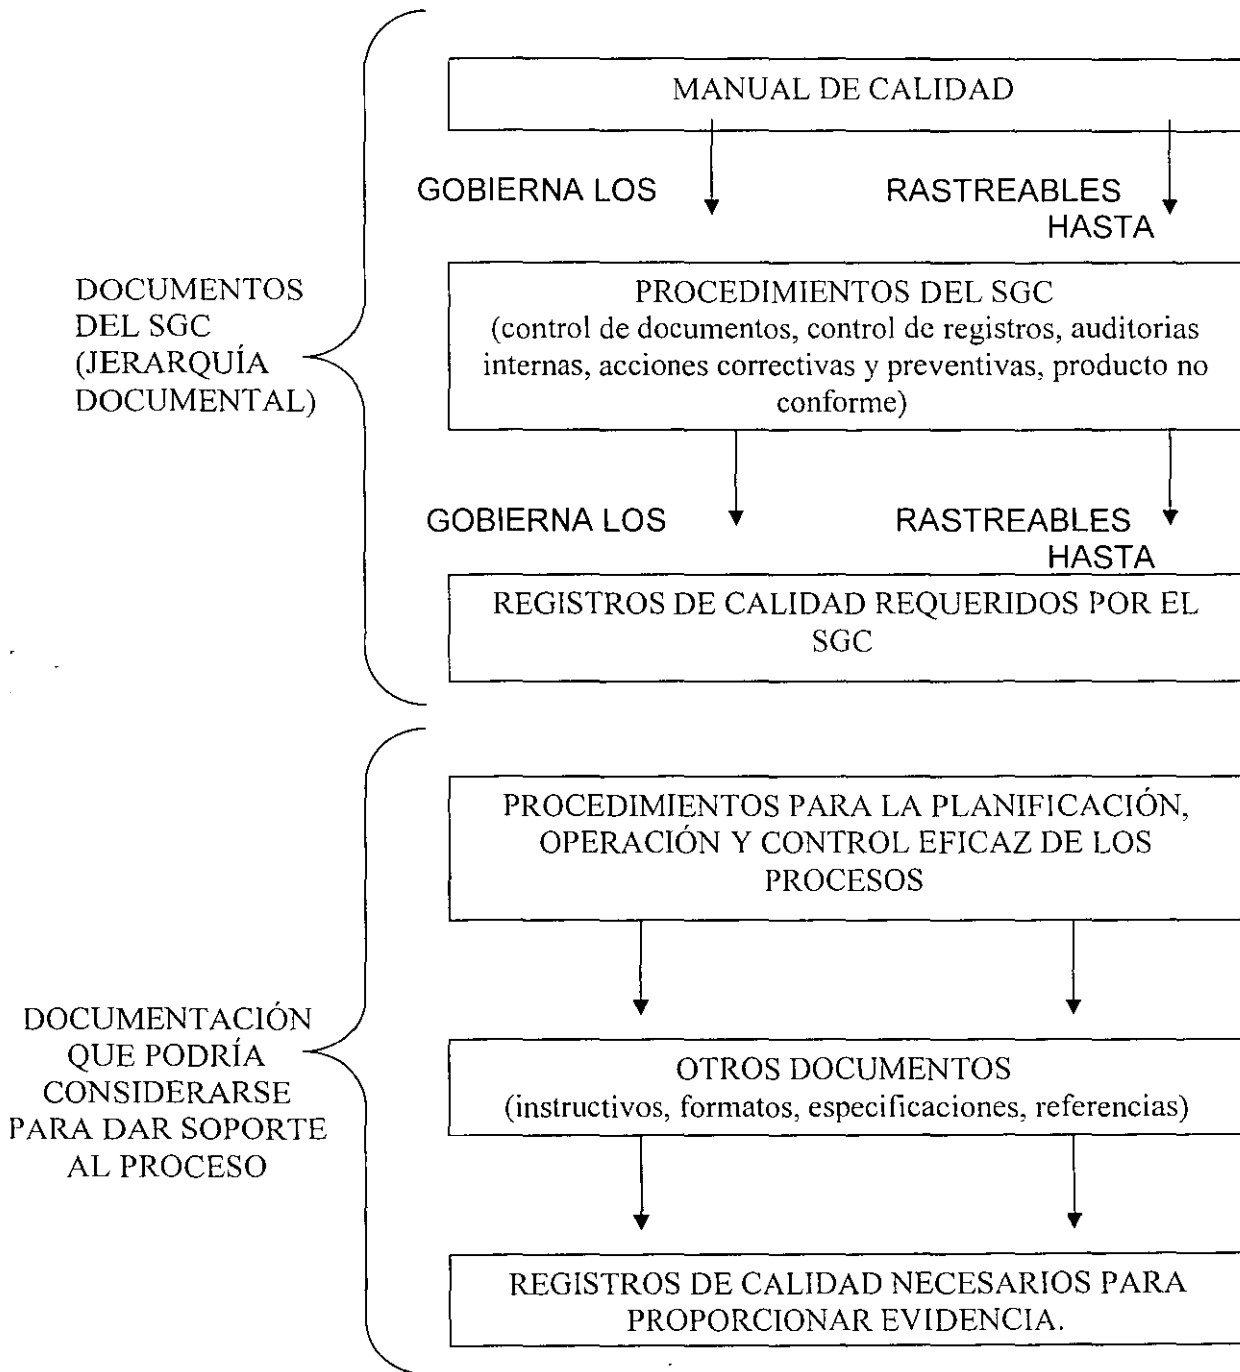 MANUAL DE CALIDAD
GOBIERNA LOS
RASTREABLES
HASTA
DOCUMENTOS
DEL SGC
(JERARQUÍA
DOCUMENTAL)
PROCEDIMIENTOS DEL SGC
(control de documentos, control de registros, auditorias
internas, acciones correctivas y preventivas, producto no
conforme)
GOBIERNA LOS
RASTREABLES
HASTA
REGISTROS DE CALIDAD REQUERIDOS POR EL
SGC
PROCEDIMIENTOS PARA LA PLANIFICACIÓN,
OPERACIÓN Y CONTROL EFICAZ DE LOS
PROCESOS
DOCUMENTACIÓN
QUE PODRÍA
CONSIDERARSE
PARA DAR SOPORTE
AL PROCESO
OTROS DOCUMENTOS
(instructivos, formatos, especificaciones, referencias)
REGISTROS DE CALIDAD NECESARIOS PARA
PROPORCIONAR EVIDENCIA.